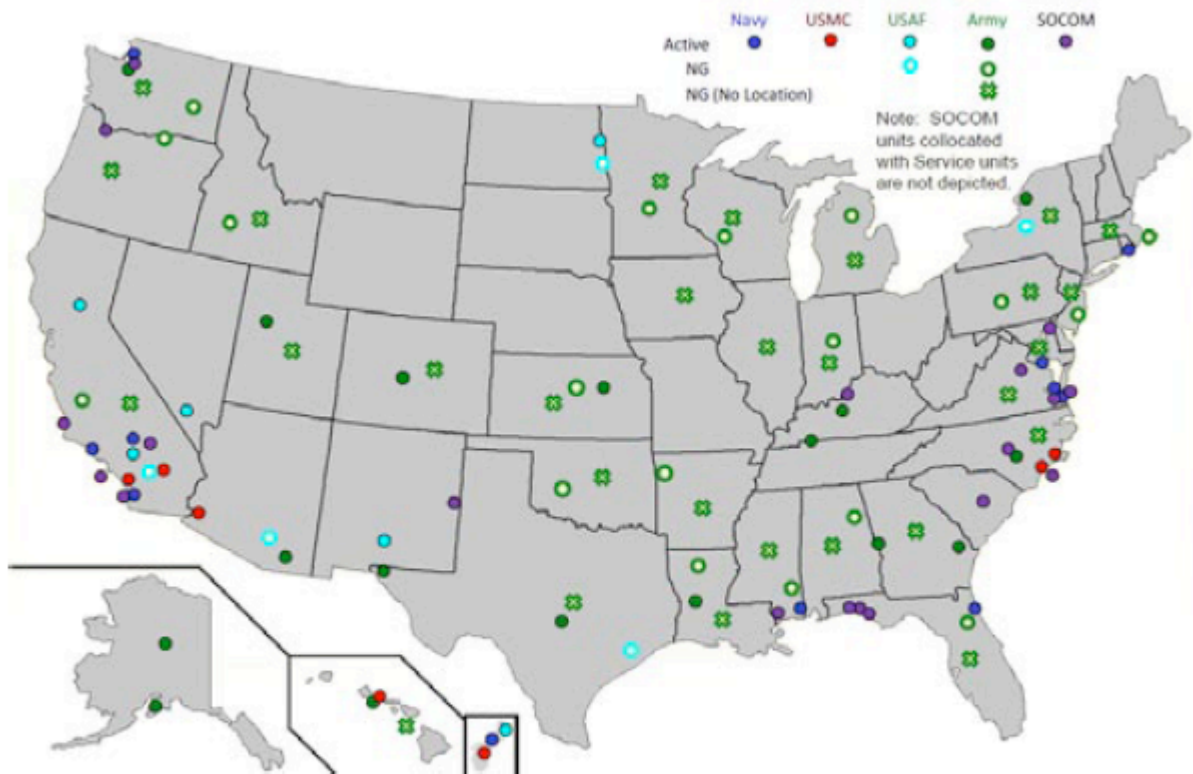 Navy USMC USAF Army SOCOM
Active
NG
NG (No Location)
Note: SOCOM
units collocated
with Service units
are not depicted.